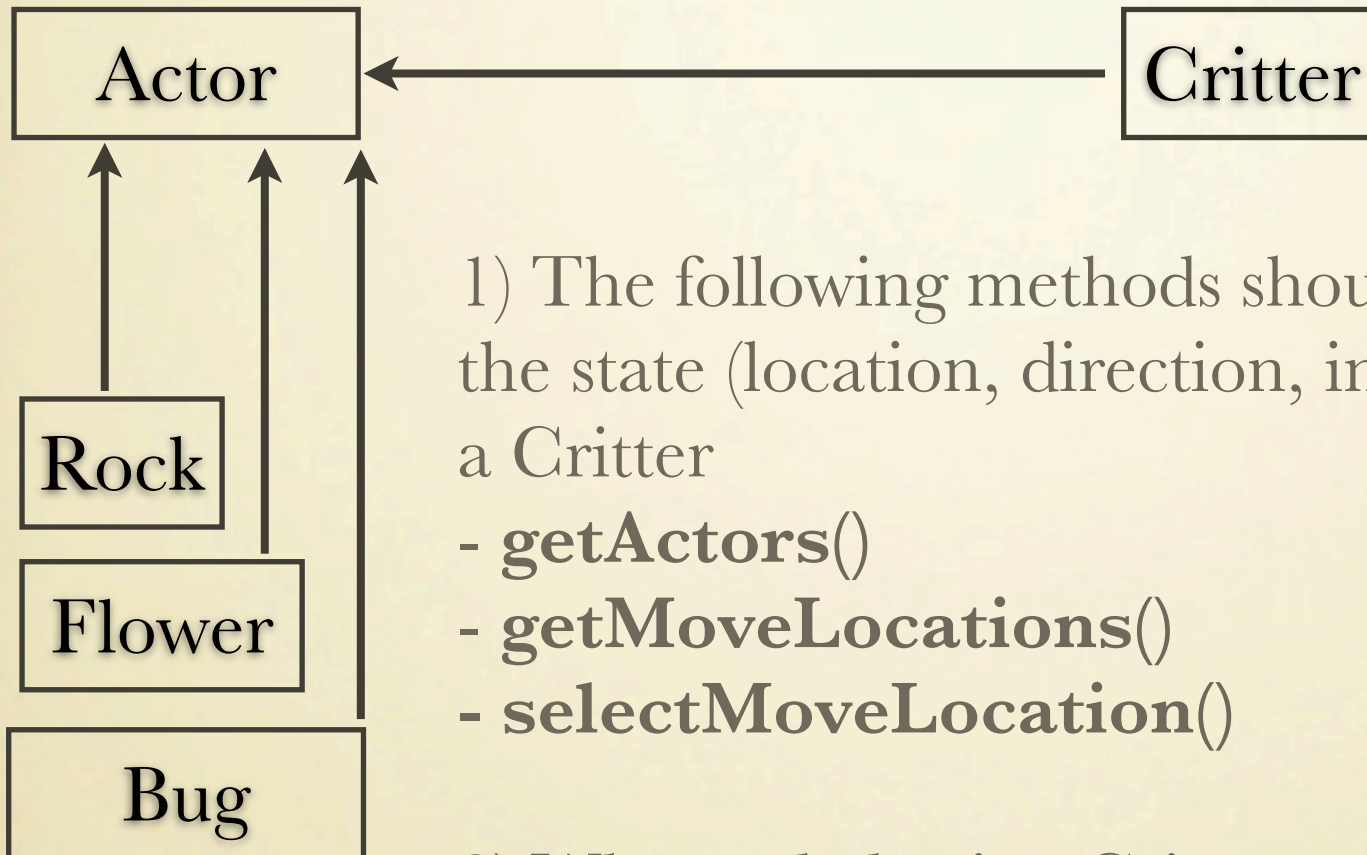 Actor
Critter
1) The following methods shou
the state (location, direction, in
a Critter
- getActors()
- getMoveLocations()
- selectMoveLocation()
Rock
Flower
Bug